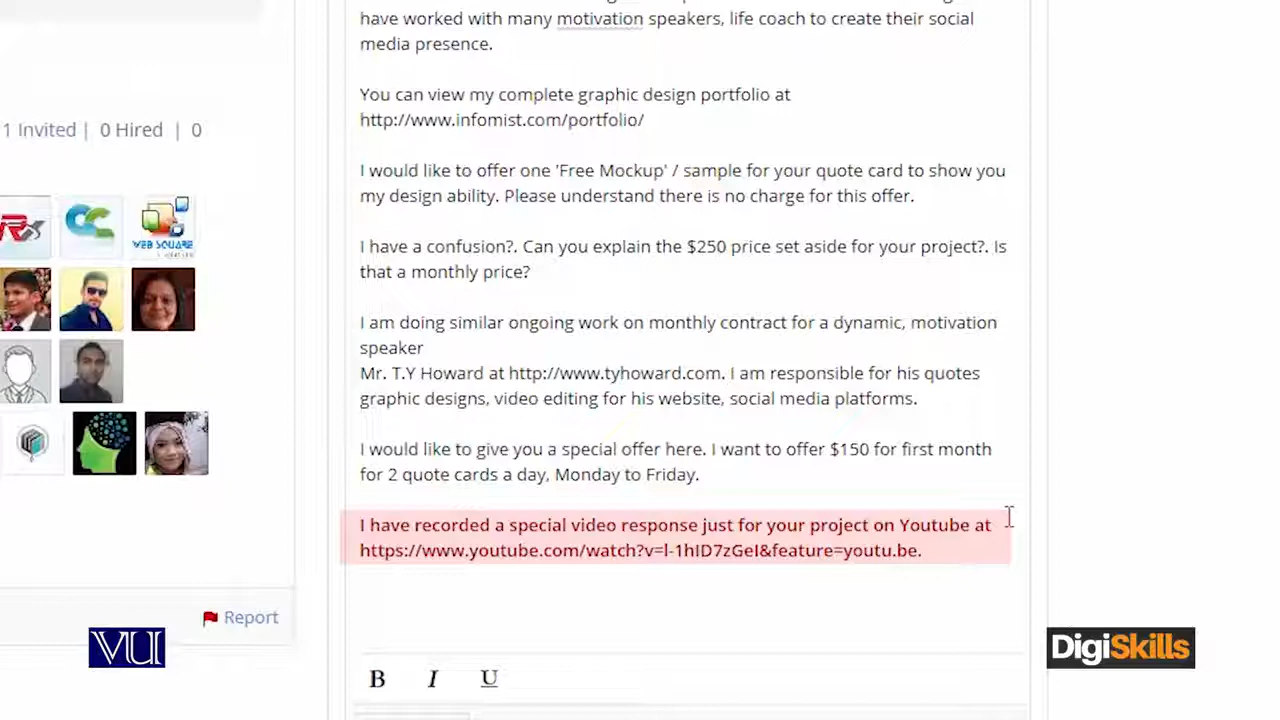 have worked with many motivation speakers, life coach to create their social
media presence.
You can view my complete graphic design portfolio at
http://www.infomist.com/portfolio/
1 Invited | 0 Hired | 0
I would like to offer one 'Free Mockup' / sample for your quote card to show you
my design ability. Please understand there is no charge for this offer.
WEB SQUARE
I have a confusion?. Can you explain the $250 price set aside for your project?. Is
that a monthly price?
I am doing similar ongoing work on monthly contract for a dynamic, motivation
speaker
Mr. T.Y Howard at http://www.tyhoward.com. I am responsible for his quotes
graphic designs, video editing for his website, social media platforms.
I would like to give you a special offer here. I want to offer $150 for first month
for 2 quote cards a day, Monday to Friday.
I have recorded a special video response just for your project on Youtube at
https://www.youtube.com/watch?v=l-1hID7zGeI&feature=youtu.be.
Report
VU
DigiSkills
B I U